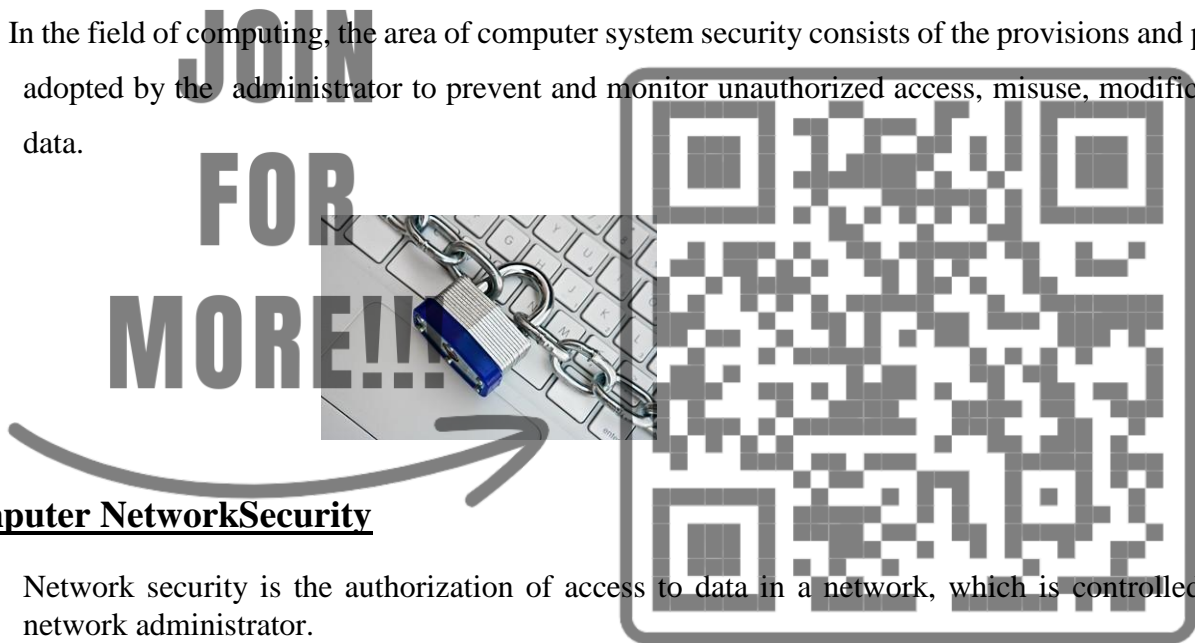 In the field of computing, the area of computer system security consists of the provisions and p
adopted by the administrator to prevent and monitor unauthorized access, misuse, modific
data.
JOIN
FOR
MORE!!!
nputer NetworkSecurity
Network security is the authorization of access to data in a network, which is controlled
network administrator.